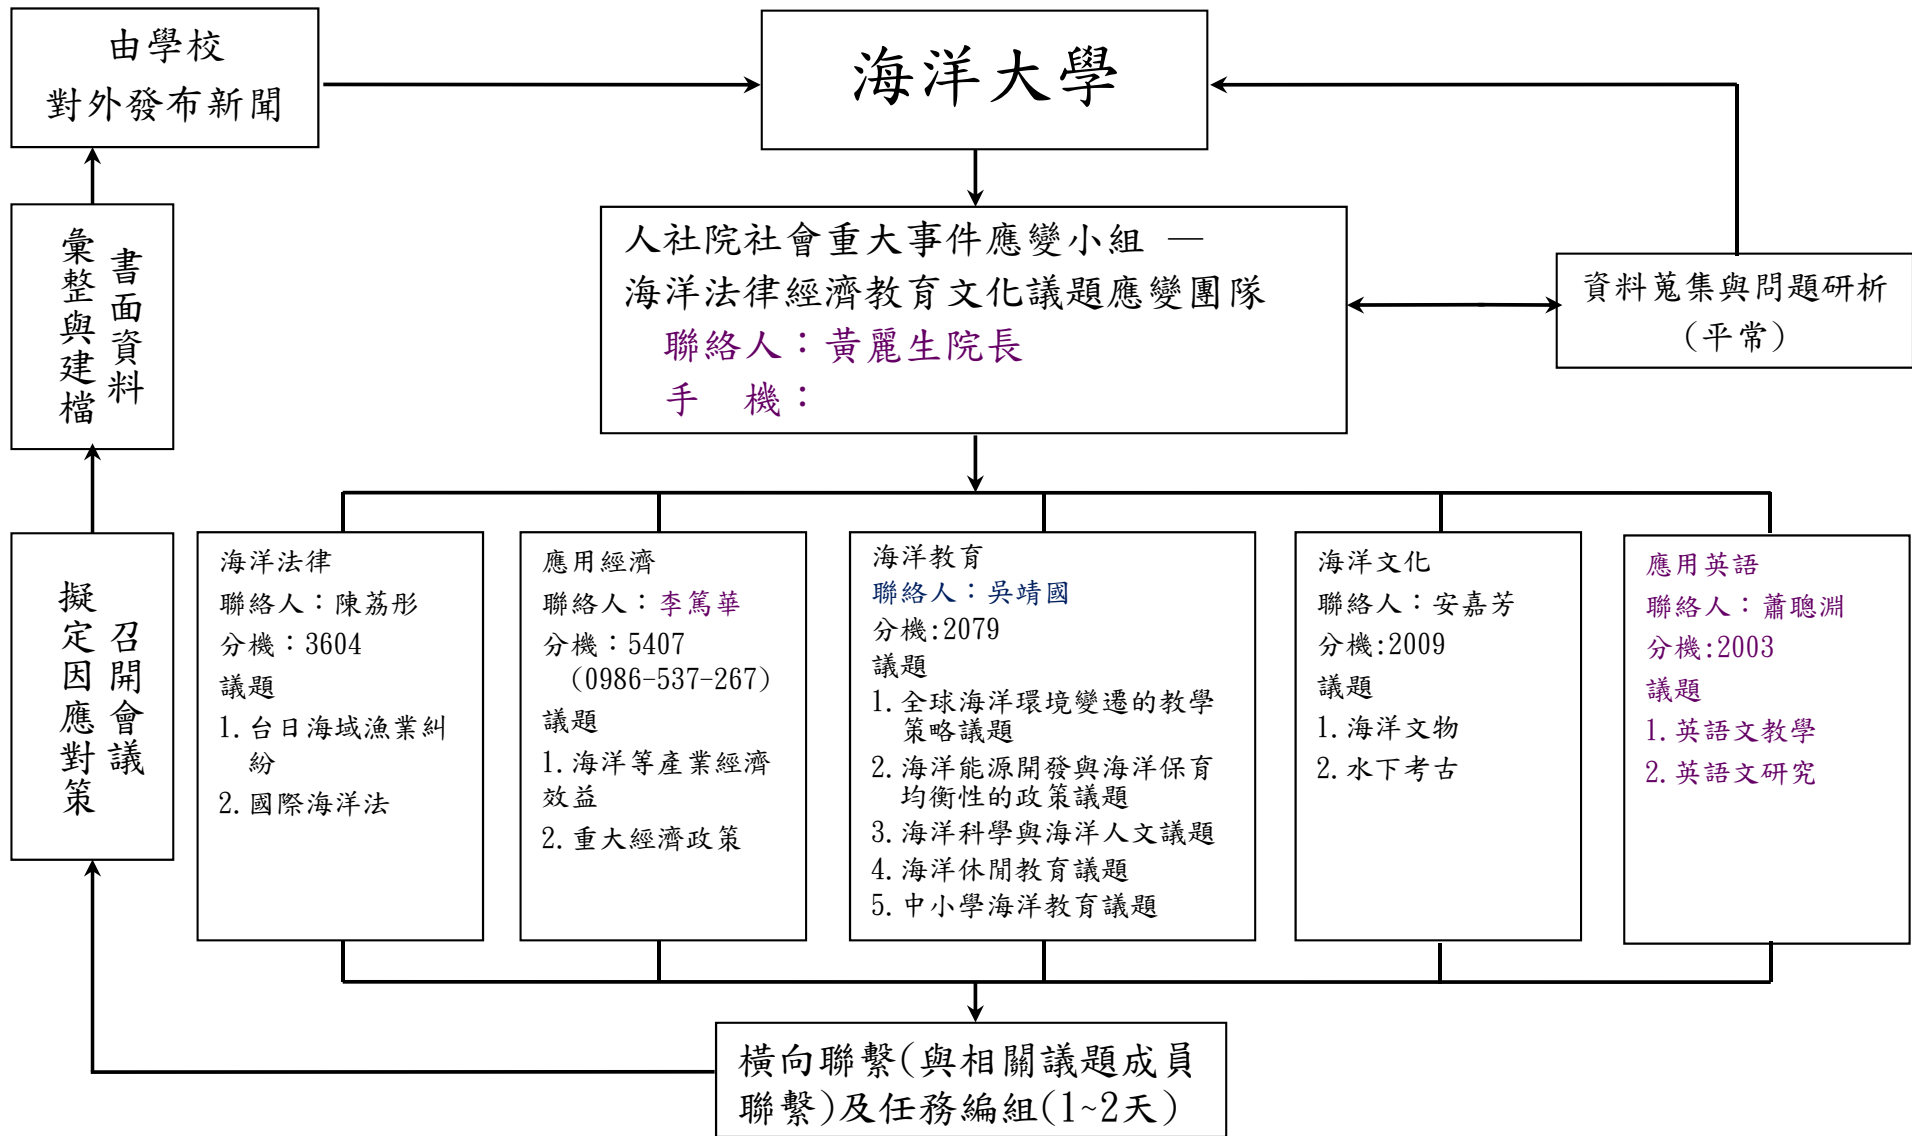 由學校
對外發布新聞
海洋大學
人社院社會重大事件應變小組 —
海洋法律經濟教育文化議題應變團隊
聯絡人：黃麗生院長
手　機：
資料蒐集與問題研析
(平常)
書面資料
彙整與建檔
召開會議
擬定因應對策
海洋法律
聯絡人：陳荔彤
分機：3604
議題
1.台日海域漁業糾
紛
2.國際海洋法
應用經濟
聯絡人：李篤華
分機：5407
(0986-537-267)
議題
1.海洋等產業經濟
效益
2.重大經濟政策
海洋教育
聯絡人：吳靖國
分機:2079
議題
1.全球海洋環境變遷的教學
策略議題
2.海洋能源開發與海洋保育
均衡性的政策議題
3.海洋科學與海洋人文議題
4.海洋休閒教育議題
5.中小學海洋教育議題
海洋文化
聯絡人：安嘉芳
分機:2009
議題
1.海洋文物
2.水下考古
應用英語
聯絡人：蕭聰淵
分機:2003
議題
1.英語文教學
2.英語文研究
橫向聯繫(與相關議題成員
聯繫)及任務編組(1~2天)